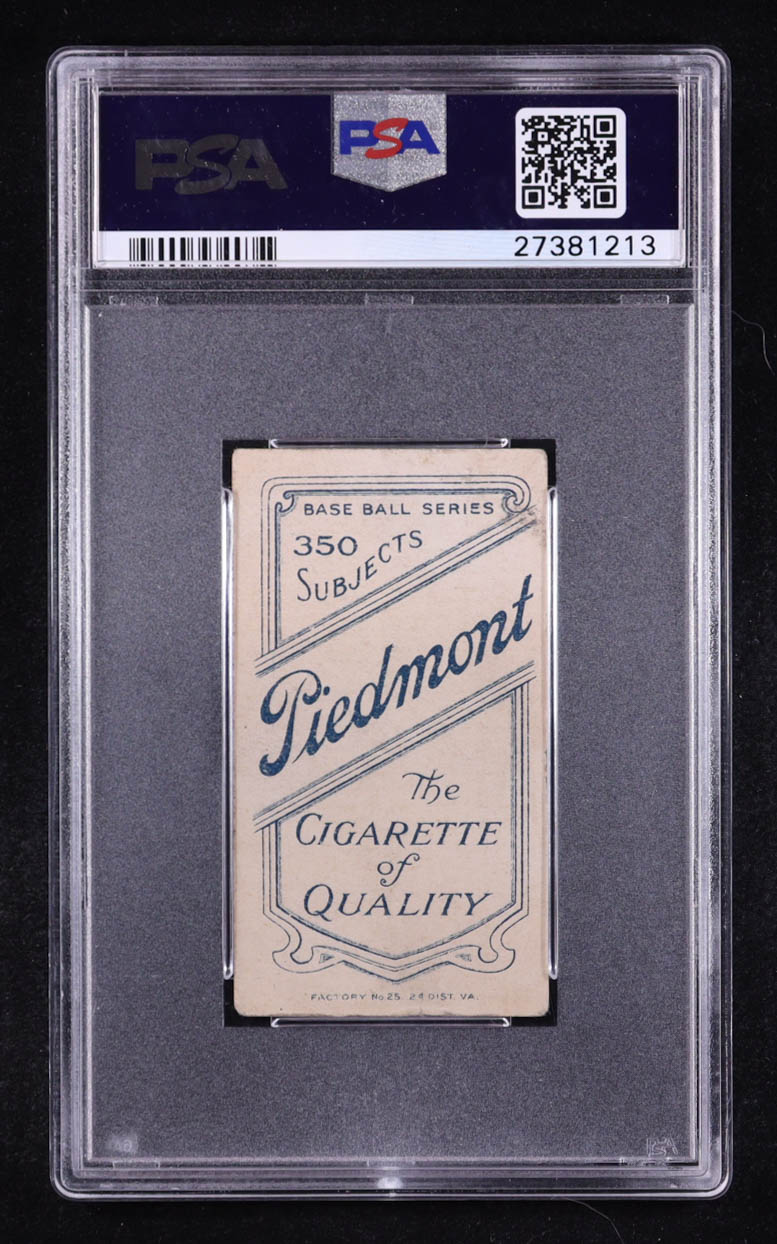 PSA
PSA
27381213
BASE BALL SERIES
350
SUBJECTS
Piedmont
The
CIGARETTE
of
QUALITY
FACTORY No 25. 2d DIST. VA.
PSA